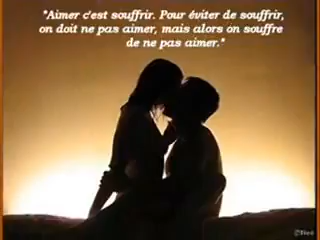 "Aimer c'est souffrir. Pour éviter de souffrir,
on doit ne pas aimer, mais alors on souffre
de ne pas aimer."